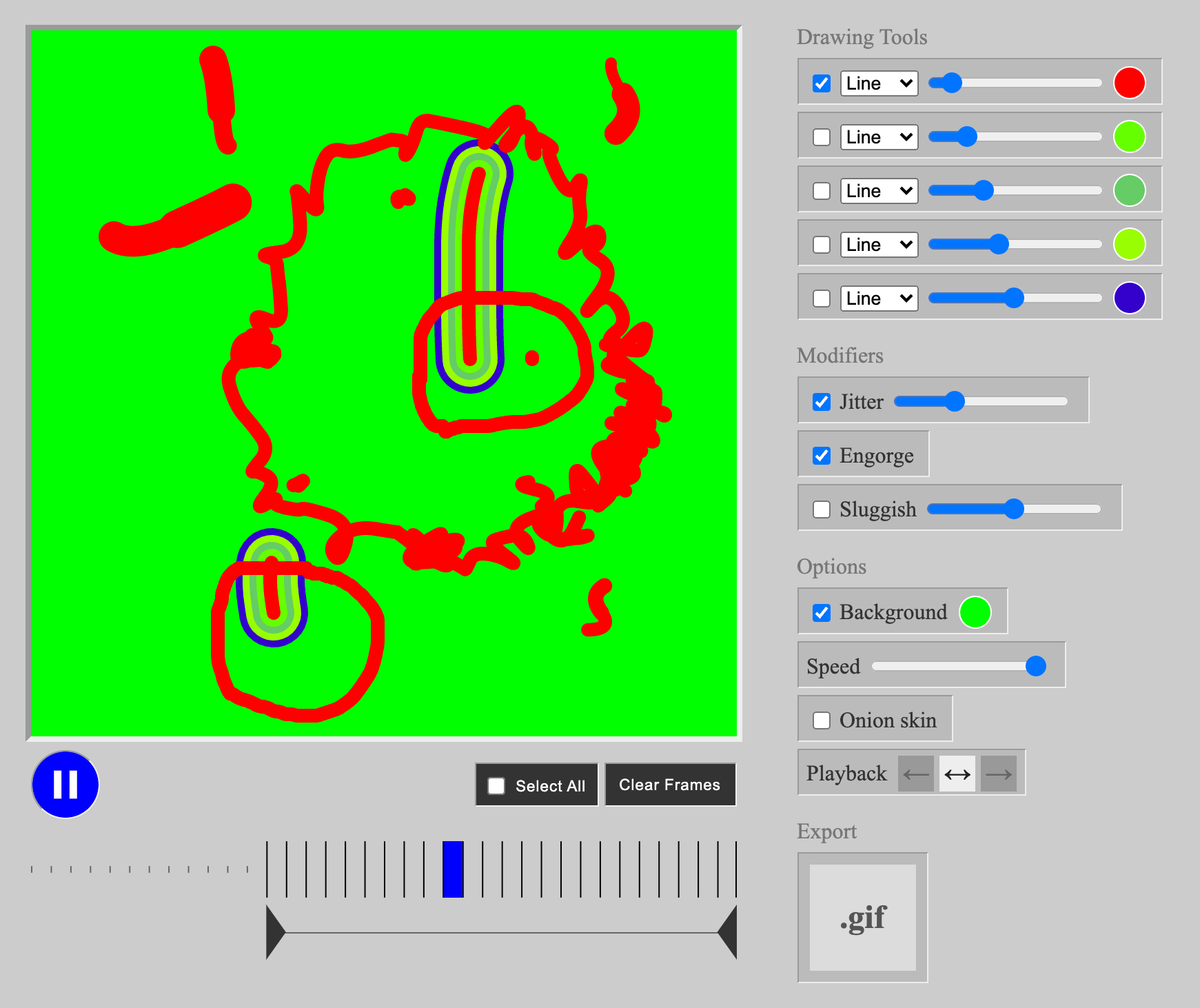 Drawing Tools
Line
Line
Line
Line
Line
Modifiers
Jitter
Engorge
Sluggish
Options
Background
Speed
Onion skin
Playback ← ↔ →
Export
.gif
Select All
Clear Frames